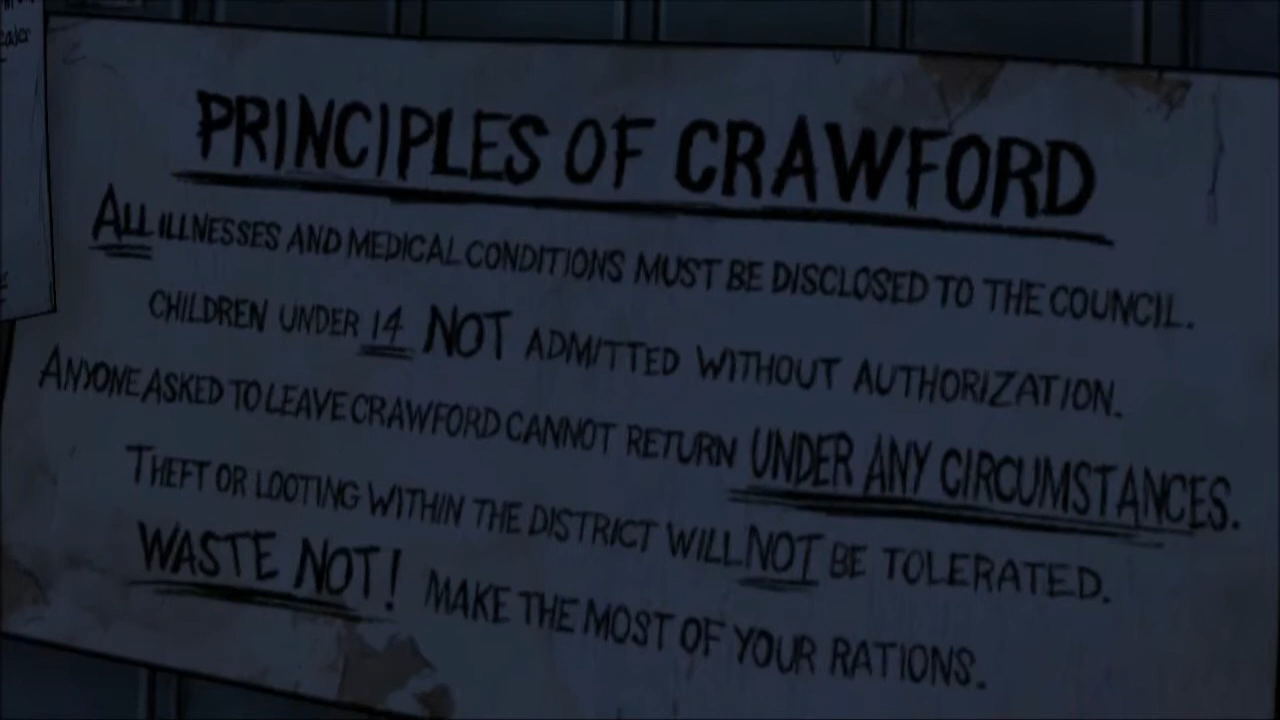 PRINCIPLES OF CRAWFORD
ALL ILLNESSES AND MEDICAL CONDITIONS MUST BE DISCLOSED TO THE COUNCIL.
CHILDREN UNDER 14 NOT ADMITTED WITHOUT AUTHORIZATION.
ANYONE ASKED TO LEAVE CRAWFORD CANNOT RETURN UNDER ANY CIRCUMSTANCES.
THEFT OR LOOTING WITHIN THE DISTRICT WILL NOT BE TOLERATED.
WASTE NOT! MAKE THE MOST OF YOUR RATIONS.